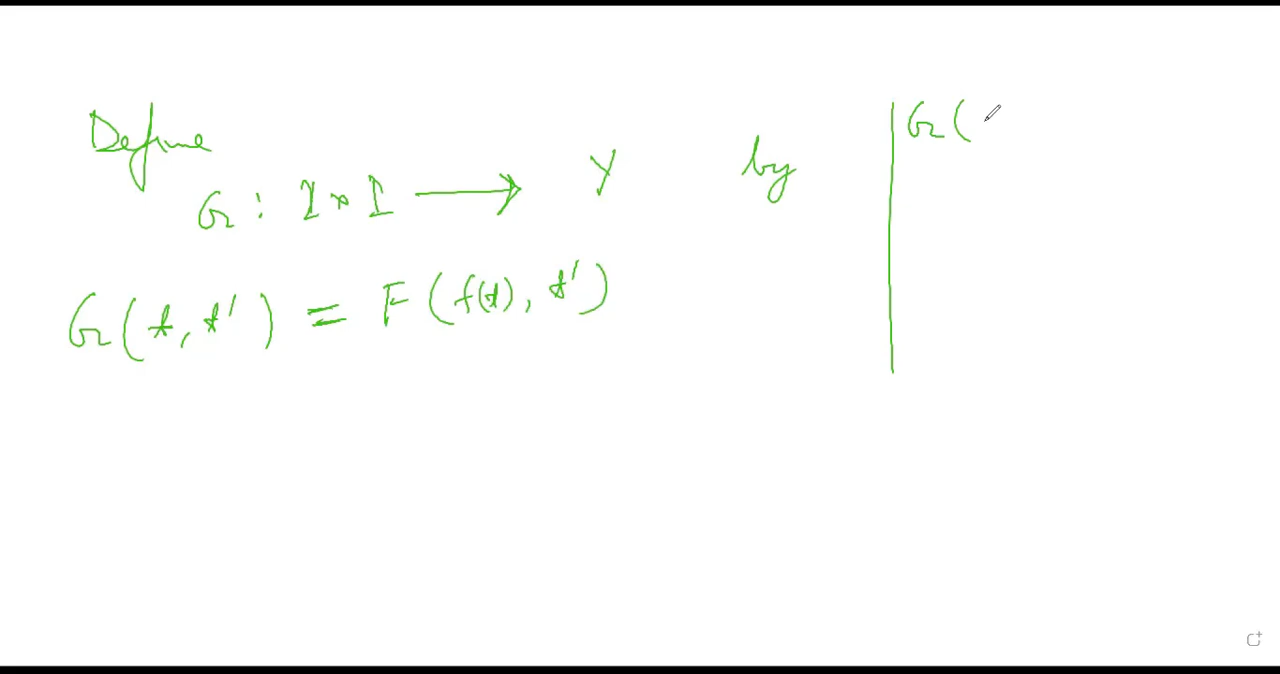 Define
G : I × I ⟶ Y by
G(t, t') = F(f(t), t')
G(